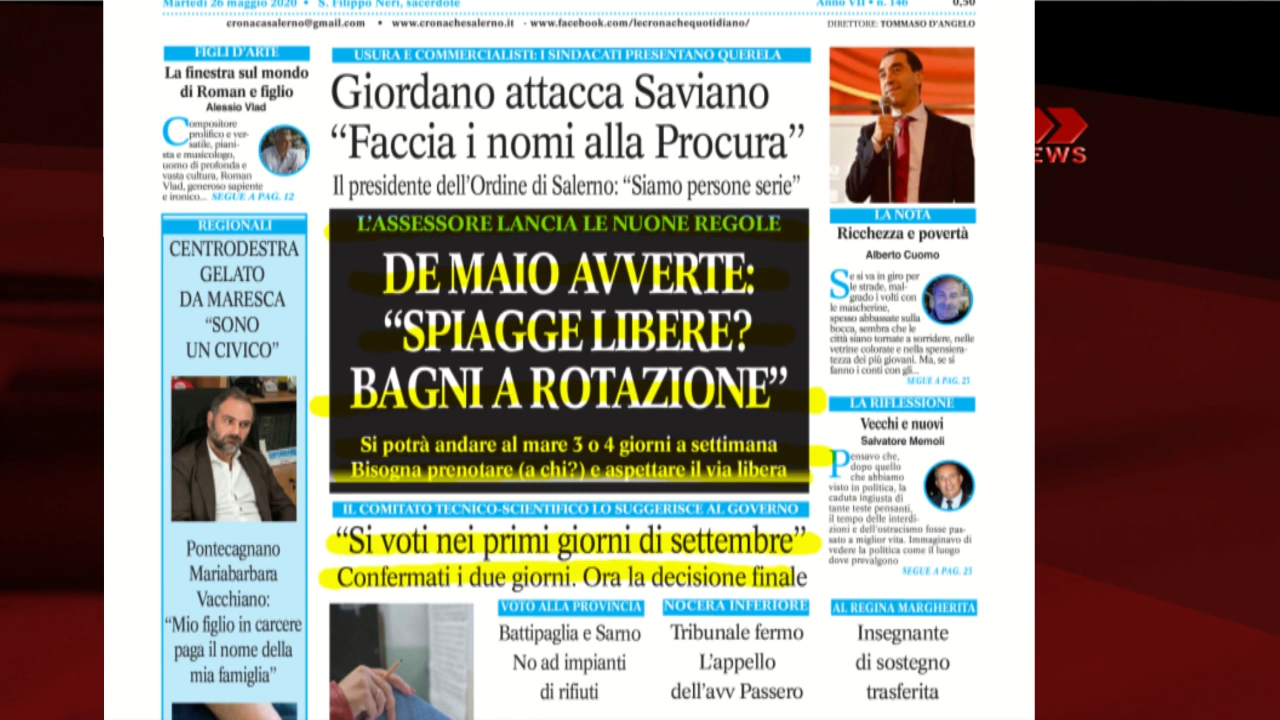 Martedì 26 maggio 2020 • S. Filippo Neri, sacerdote
Anno VII • n. 146
0,50
cronacasalerno@gmail.com • www.cronachesalerno.it - www.facebook.com/lecronachequotidiano/
DIRETTORE: TOMMASO D'ANGELO
FIGLI D'ARTE
La finestra sul mondo
di Roman e figlio
Alessio Vlad
Compositore
prolifico e ver-
satile, piani-
sta e musicologo,
uomo di profonda e
vasta cultura, Roman
Vlad, generoso sapiente
e ironico... SEGUE A PAG. 12
REGIONALI
CENTRODESTRA
GELATO
DA MARESCA
“SONO
UN CIVICO”
Pontecagnano
Mariabarbara
Vacchiano:
“Mio figlio in carcere
paga il nome della
mia famiglia”
USURA E COMMERCIALISTI: I SINDACATI PRESENTANO QUERELA
Giordano attacca Saviano
“Faccia i nomi alla Procura”
Il presidente dell'Ordine di Salerno: “Siamo persone serie”
L'ASSESSORE LANCIA LE NUONE REGOLE
DE MAIO AVVERTE:
“SPIAGGE LIBERE?
BAGNI A ROTAZIONE”
Si potrà andare al mare 3 o 4 giorni a settimana
Bisogna prenotare (a chi?) e aspettare il via libera
IL COMITATO TECNICO-SCIENTIFICO LO SUGGERISCE AL GOVERNO
“Si voti nei primi giorni di settembre”
Confermati i due giorni. Ora la decisione finale
VOTO ALLA PROVINCIA
Battipaglia e Sarno
No ad impianti
di rifiuti
NOCERA INFERIORE
Tribunale fermo
L'appello
dell'avv Passero
LA NOTA
Ricchezza e povertà
Alberto Cuomo
Se si va in giro per
le strade, mal-
grado i volti con
le mascherine,
spesso abbassate sulla
bocca, sembra che le
città siano tornate a sorridere, nelle
vetrine colorate e nella spensiera-
tezza dei più giovani. Ma, se si
fanno i conti con gli...
SEGUE A PAG. 23
LA RIFLESSIONE
Vecchi e nuovi
Salvatore Memoli
Pensavo che,
dopo quello
che abbiamo
visto in politica, la
caduta ingiusta di
tante teste pensanti,
il tempo delle interdi-
zioni e dell'ostracismo fosse pas-
sato a miglior vita. Immaginavo di
vedere la politica come il luogo
dove prevalgono
SEGUE A PAG. 23
AL REGINA MARGHERITA
Insegnante
di sostegno
trasferita
EWS